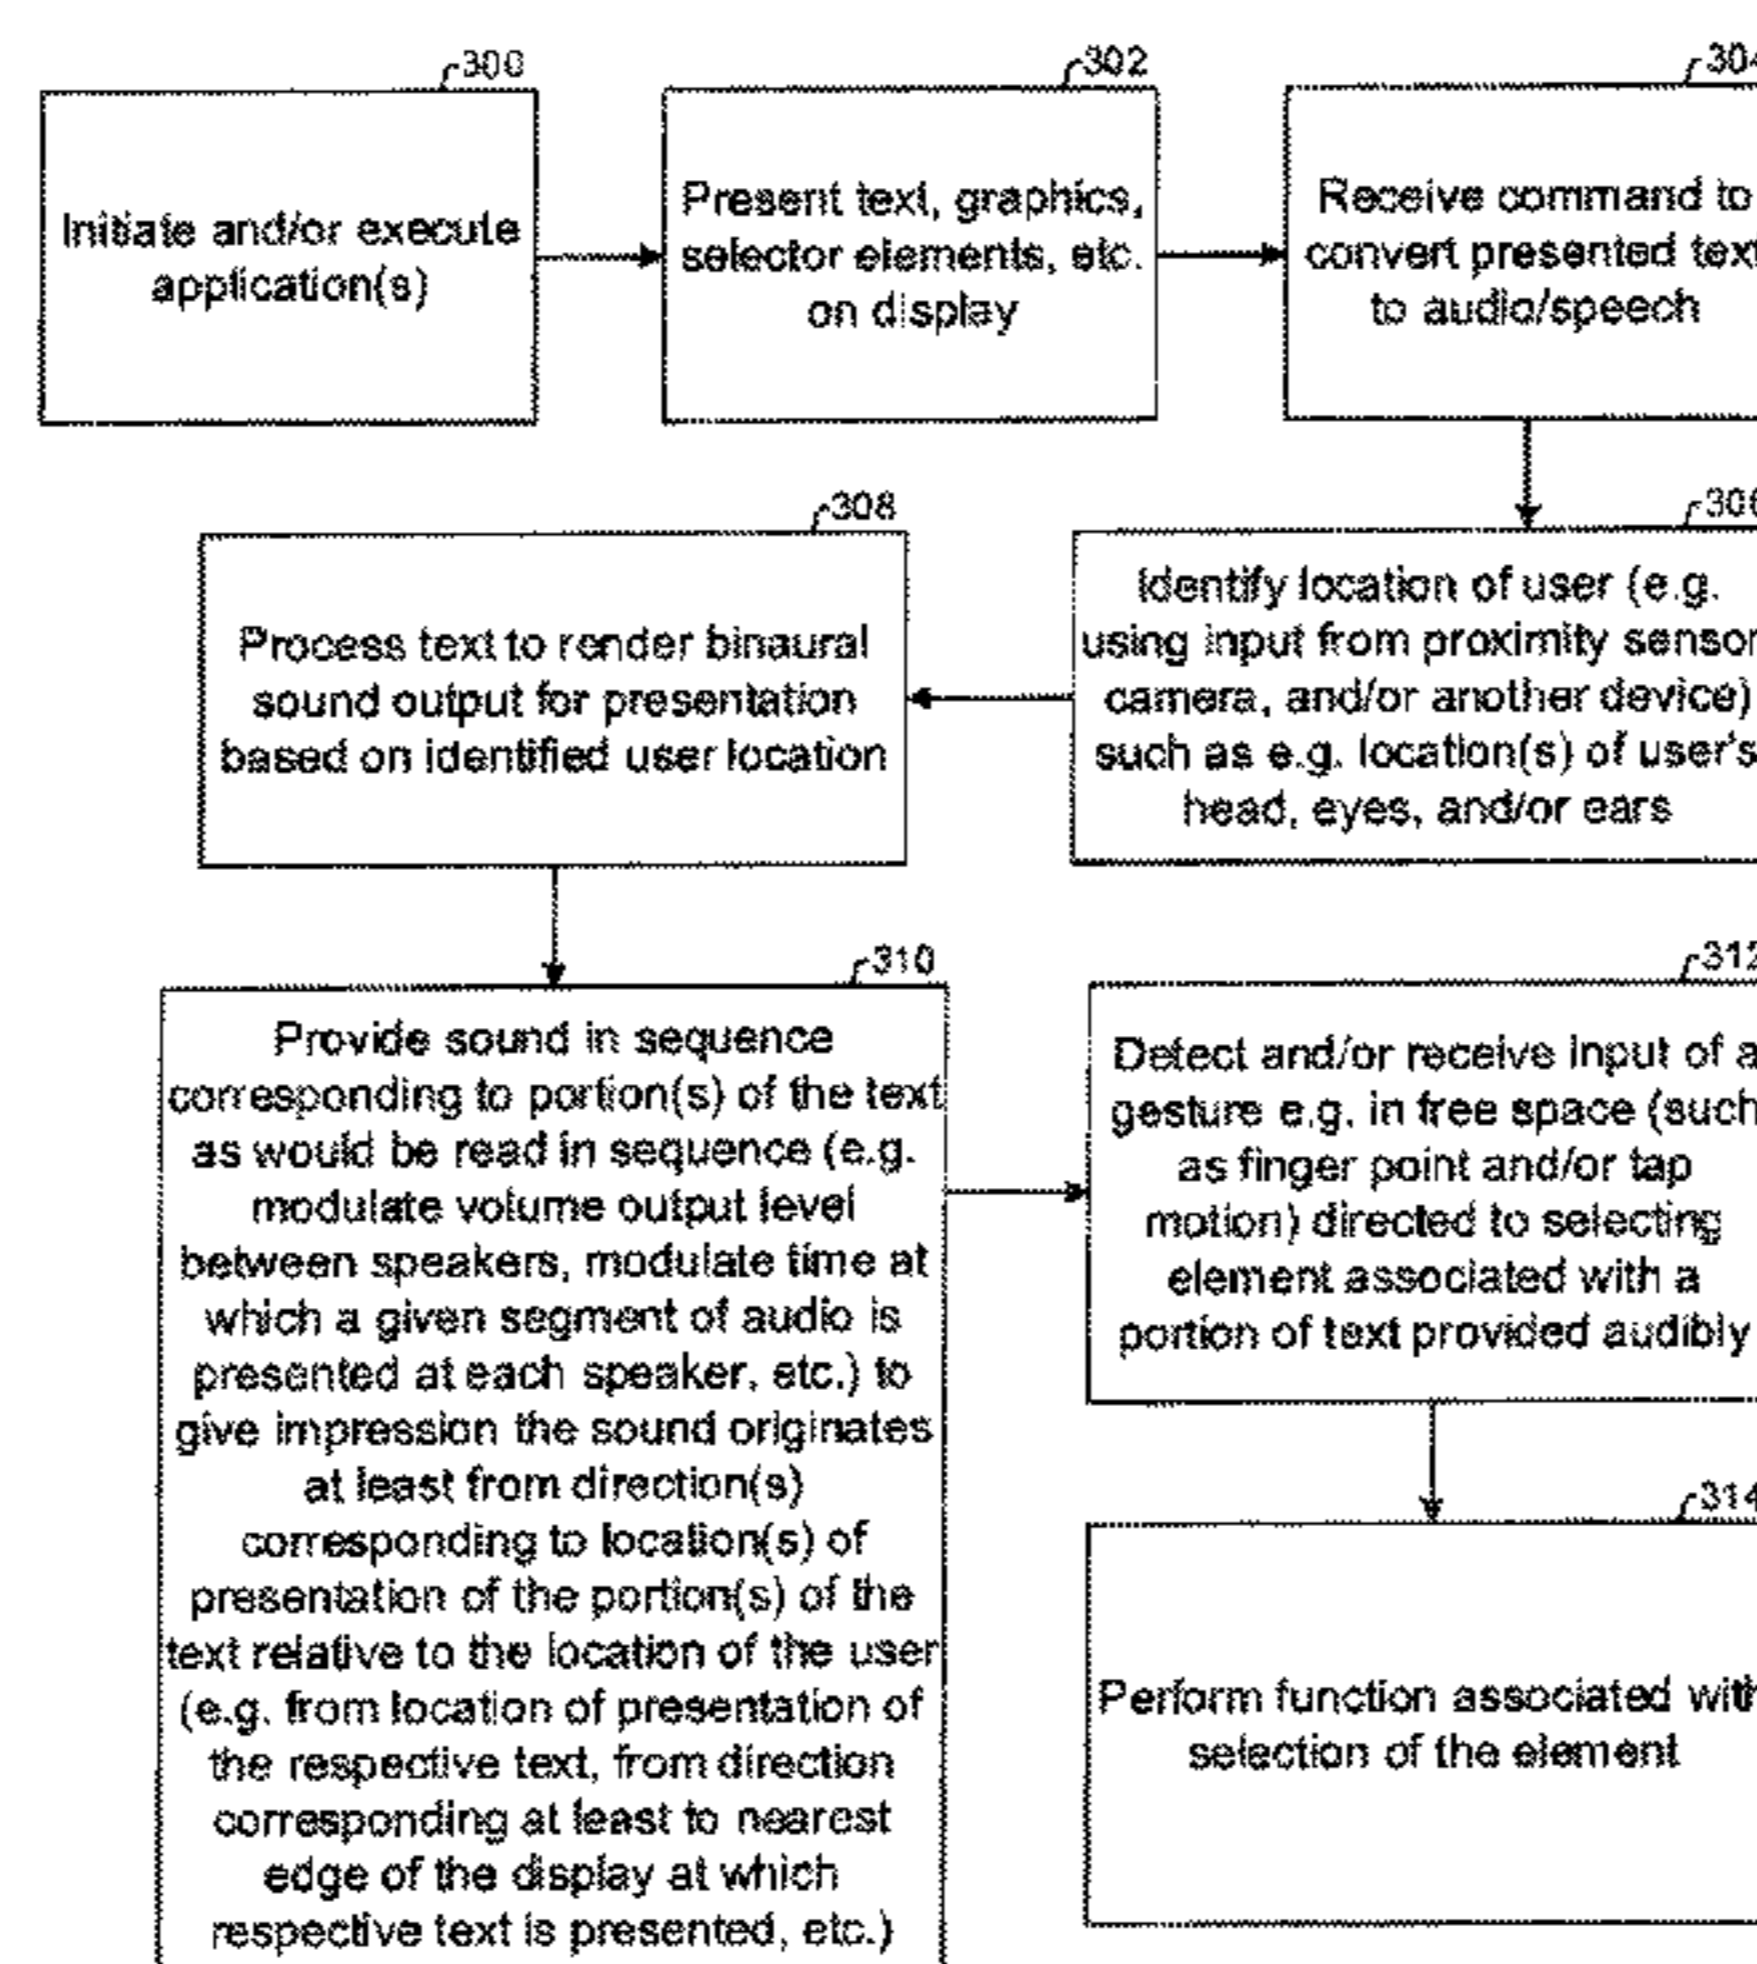 300
Initiate and/or execute
application(s)
302
Present text, graphics,
selector elements, etc.
on display
304
Receive command to
convert presented text
to audio/speech
306
Identify location of user (e.g.
using input from proximity sensor
camera, and/or another device)
such as e.g. location(s) of user's
head, eyes, and/or ears
308
Process text to render binaural
sound output for presentation
based on identified user location
310
Provide sound in sequence
corresponding to portion(s) of the text
as would be read in sequence (e.g.
modulate volume output level
between speakers, modulate time at
which a given segment of audio is
presented at each speaker, etc.) to
give impression the sound originates
at least from direction(s)
corresponding to location(s) of
presentation of the portion(s) of the
text relative to the location of the user
(e.g. from location of presentation of
the respective text, from direction
corresponding at least to nearest
edge of the display at which
respective text is presented, etc.)
312
Detect and/or receive input of a
gesture e.g. in free space (such
as finger point and/or tap
motion) directed to selecting
element associated with a
portion of text provided audibly
314
Perform function associated with
selection of the element